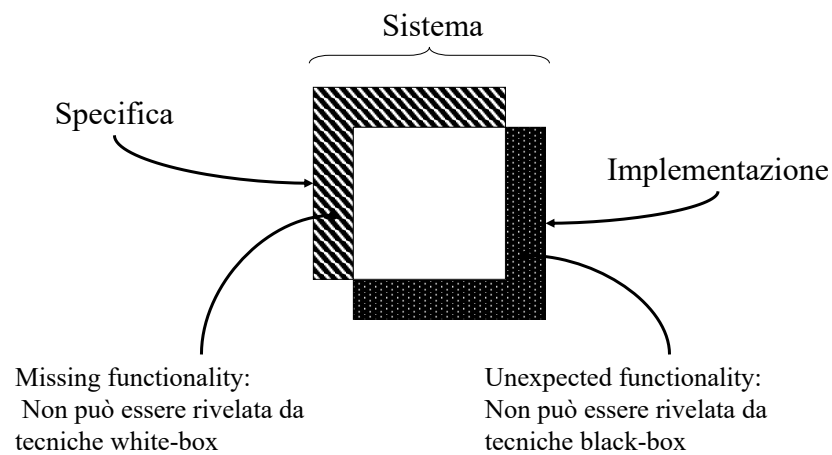 Sistema
Specifica
Implementazione
Missing functionality:
Non può essere rivelata da
tecniche white-box
Unexpected functionality:
Non può essere rivelata da
tecniche black-box